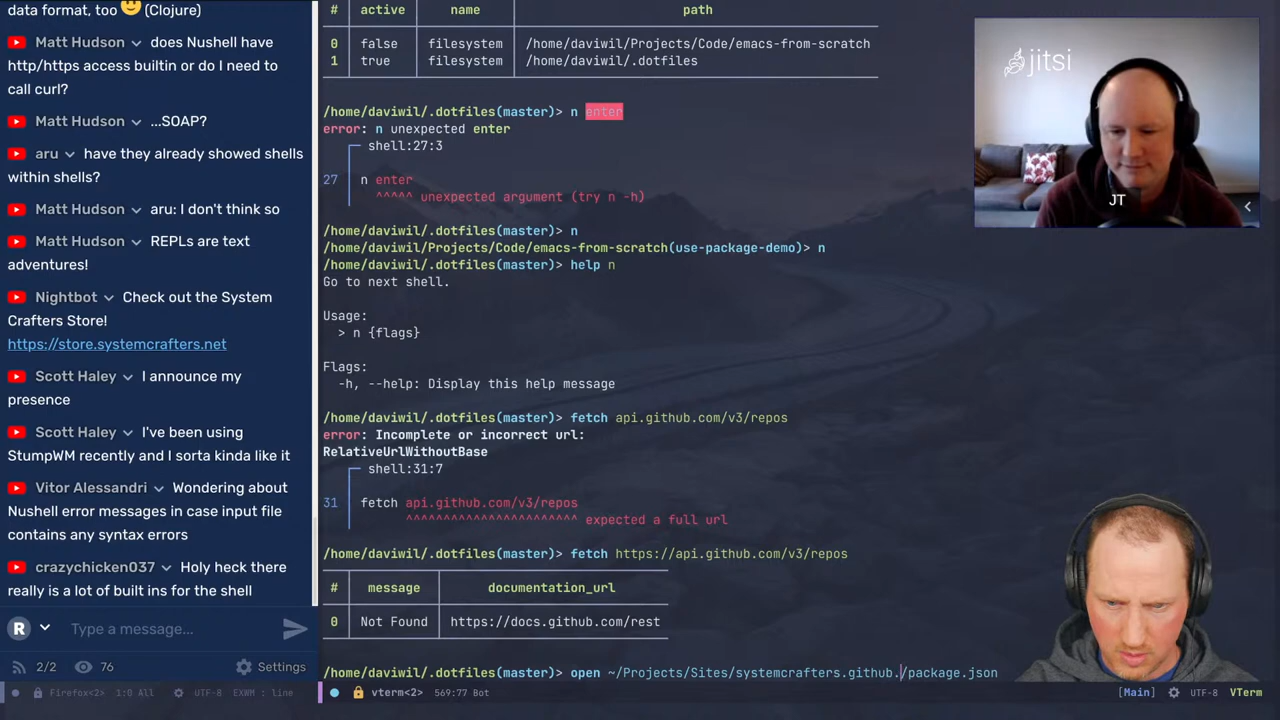 data format, too 🙂 (Clojure)
Matt Hudson does Nushell have
http/https access builtin or do I need to
call curl?
Matt Hudson ...SOAP?
aru have they already showed shells
within shells?
Matt Hudson aru: I don't think so
Matt Hudson REPLs are text
adventures!
Nightbot Check out the System
Crafters Store!
https://store.systemcrafters.net
Scott Haley I announce my
presence
Scott Haley I've been using
StumpWM recently and I sorta kinda like it
Vitor Alessandri Wondering about
Nushell error messages in case input file
contains any syntax errors
crazychicken037 Holy heck there
really is a lot of built ins for the shell
R Type a message...
2/2 76 Settings
Firefox<2> 1:0 All UTF-8 EXWM : line
# active name path
0 false filesystem /home/daviwil/Projects/Code/emacs-from-scratch
1 true filesystem /home/daviwil/.dotfiles
/home/daviwil/.dotfiles(master)> n enter
error: n unexpected enter
shell:27:3
27 n enter
^^^^^ unexpected argument (try n -h)
/home/daviwil/.dotfiles(master)> n
/home/daviwil/Projects/Code/emacs-from-scratch(use-package-demo)> n
/home/daviwil/.dotfiles(master)> help n
Go to next shell.
Usage:
> n {flags}
Flags:
-h, --help: Display this help message
/home/daviwil/.dotfiles(master)> fetch api.github.com/v3/repos
error: Incomplete or incorrect url:
RelativeUrlWithoutBase
shell:31:7
31 fetch api.github.com/v3/repos
^^^^^^^^^^^^^^^^^^^^^^^ expected a full url
/home/daviwil/.dotfiles(master)> fetch https://api.github.com/v3/repos
# message documentation_url
0 Not Found https://docs.github.com/rest
/home/daviwil/.dotfiles(master)> open ~/Projects/Sites/systemcrafters.github./package.json
vterm<2> 569:77 Bot [Main] UTF-8 VTerm
jitsi
JT